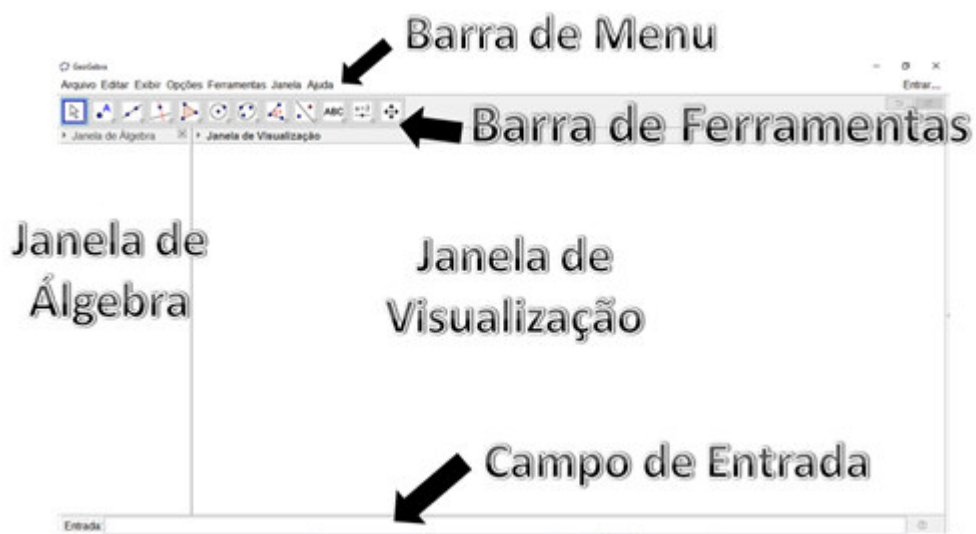 Barra de Menu
GeoGebra
Arquivo Editar Exibir Opções Ferramentas Janela Ajuda
Entrar...
ABC
a=2
Barra de Ferramentas
Janela de Álgebra
Janela de Visualização
Janela de
Álgebra
Janela de
Visualização
Campo de Entrada
Entrada: